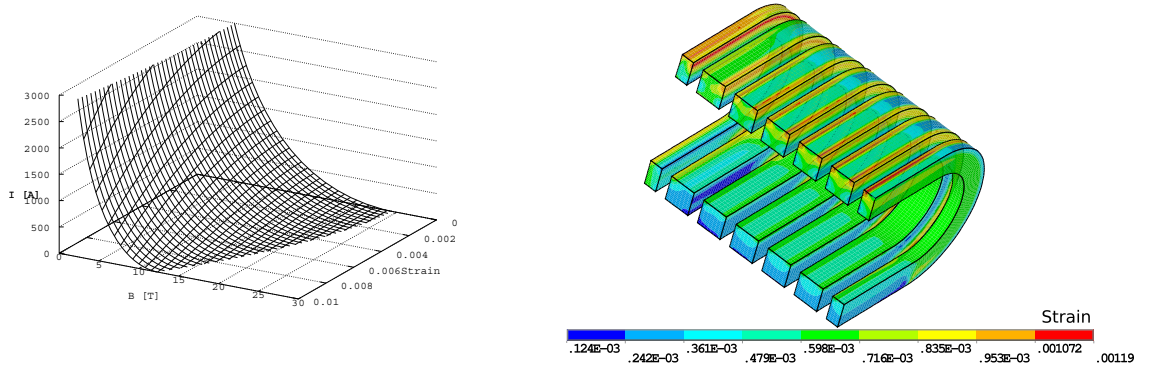 3000
2500
2000
1500
I [A]
1000
500
0
0
5
10
15
20
25
30
B [T]
0
0.002
0.004
0.006
Strain
0.008
0.01
Strain
.124E-03
.242E-03
.361E-03
.479E-03
.598E-03
.716E-03
.835E-03
.953E-03
.001072
.00119